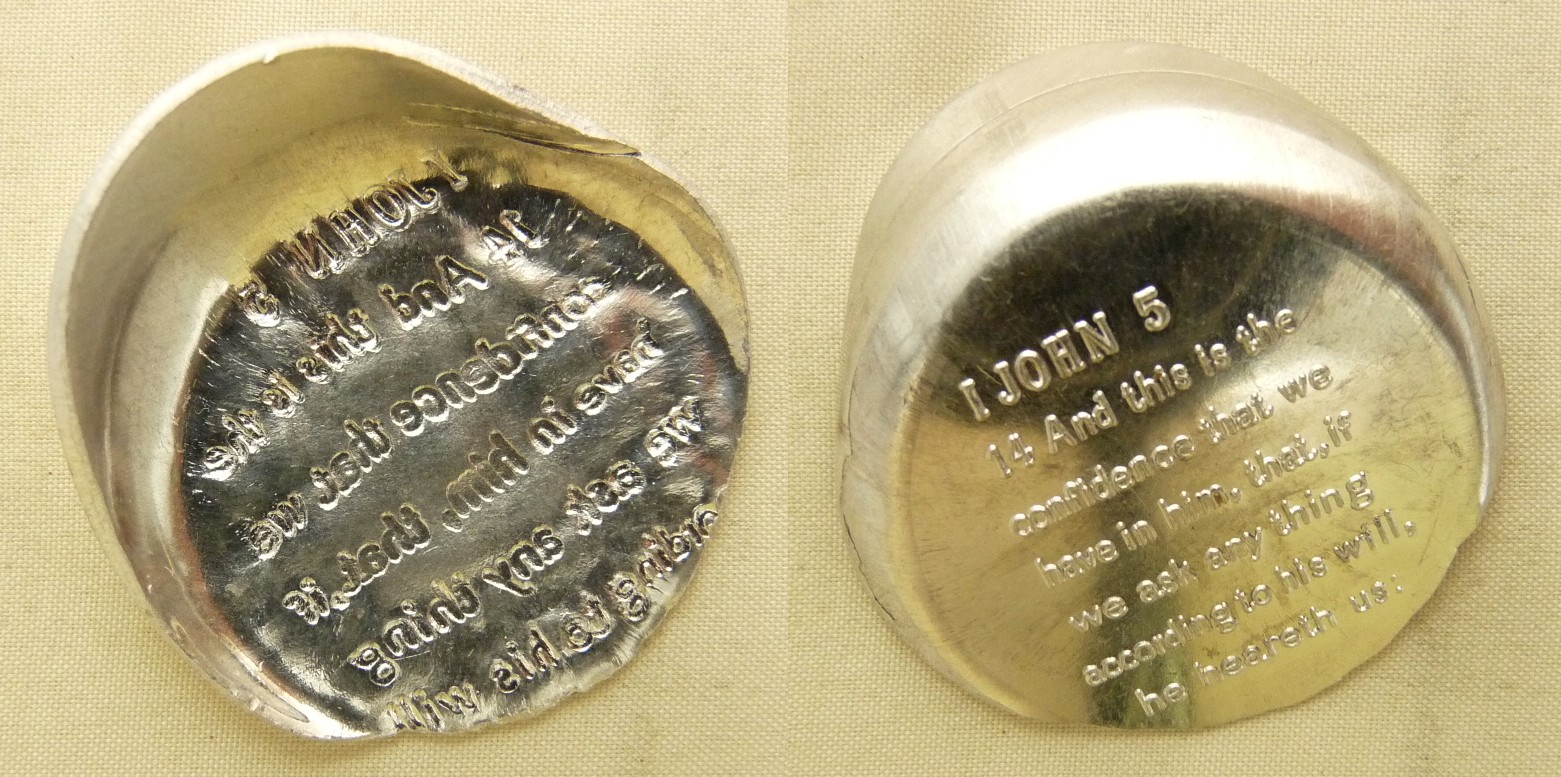 I JOHN 5
14 And this is the
confidence that we
have in him, that, if
we ask any thing
according to his will
I JOHN 5
14 And this is the
confidence that we
have in him, that, if
we ask any thing
according to his will,
he heareth us: